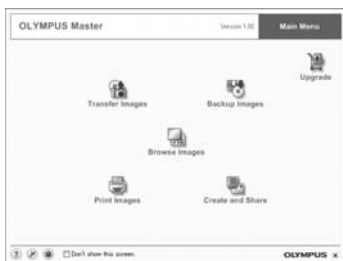 OLYMPUS Master
Version 1.00
Main Menu
Upgrade
Transfer Images
Backup Images
Browse Images
Print Images
Create and Share
Don't show this screen.
OLYMPUS